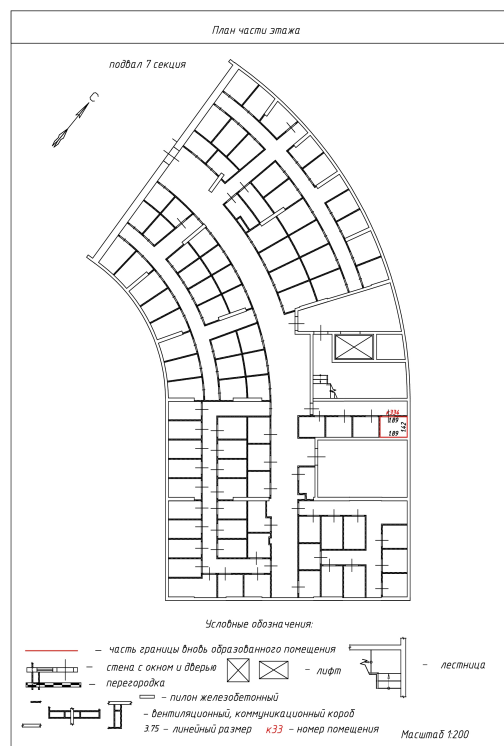 План части этажа
подвал 7 секция
С
к334
1.89
1.42
1.89
Условные обозначения:
— часть границы вновь образованного помещения
— стена с окном и дверью
— лифт
— лестница
— перегородка
— пилон железобетонный
— вентиляционный, коммуникационный короб
3.75 — линейный размер к33 — номер помещения
Масштаб 1:200